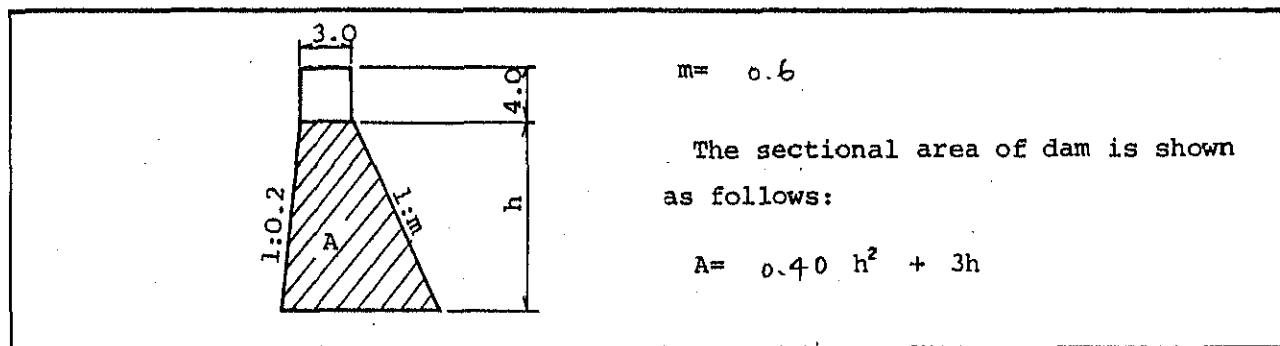 3.0
4.0
h
1:0.2
A
1:m
m= 0.6
The sectional area of dam is shown
as follows:
A= 0.40 h² + 3h